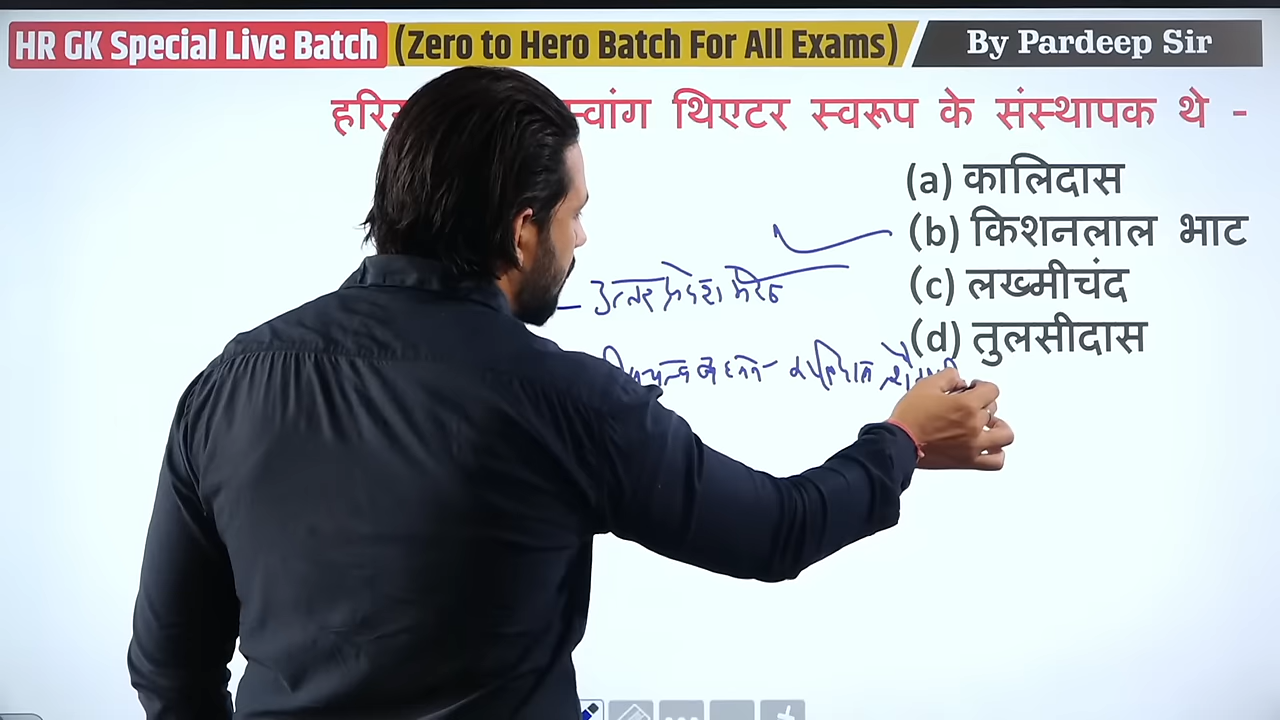 HR GK Special Live Batch (Zero to Hero Batch For All Exams) By Pardeep Sir
स्वांग थिएटर स्वरूप के संस्थापक थे -
(a) कालिदास
(b) किशनलाल भाट
उत्तर प्रदेश मेरठ
(c) लख्मीचंद
(d) तुलसीदास